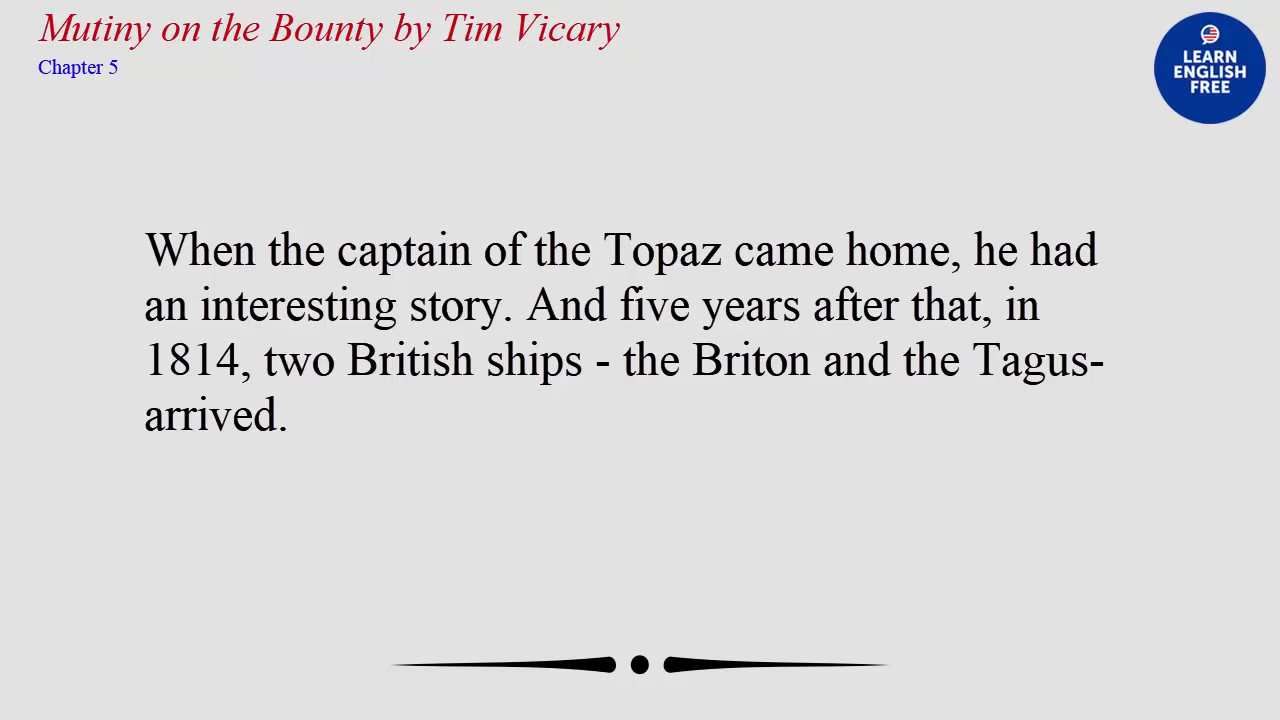 Mutiny on the Bounty by Tim Vicary
Chapter 5
LEARN
ENGLISH
FREE
When the captain of the Topaz came home, he had
an interesting story. And five years after that, in
1814, two British ships - the Briton and the Tagus-
arrived.